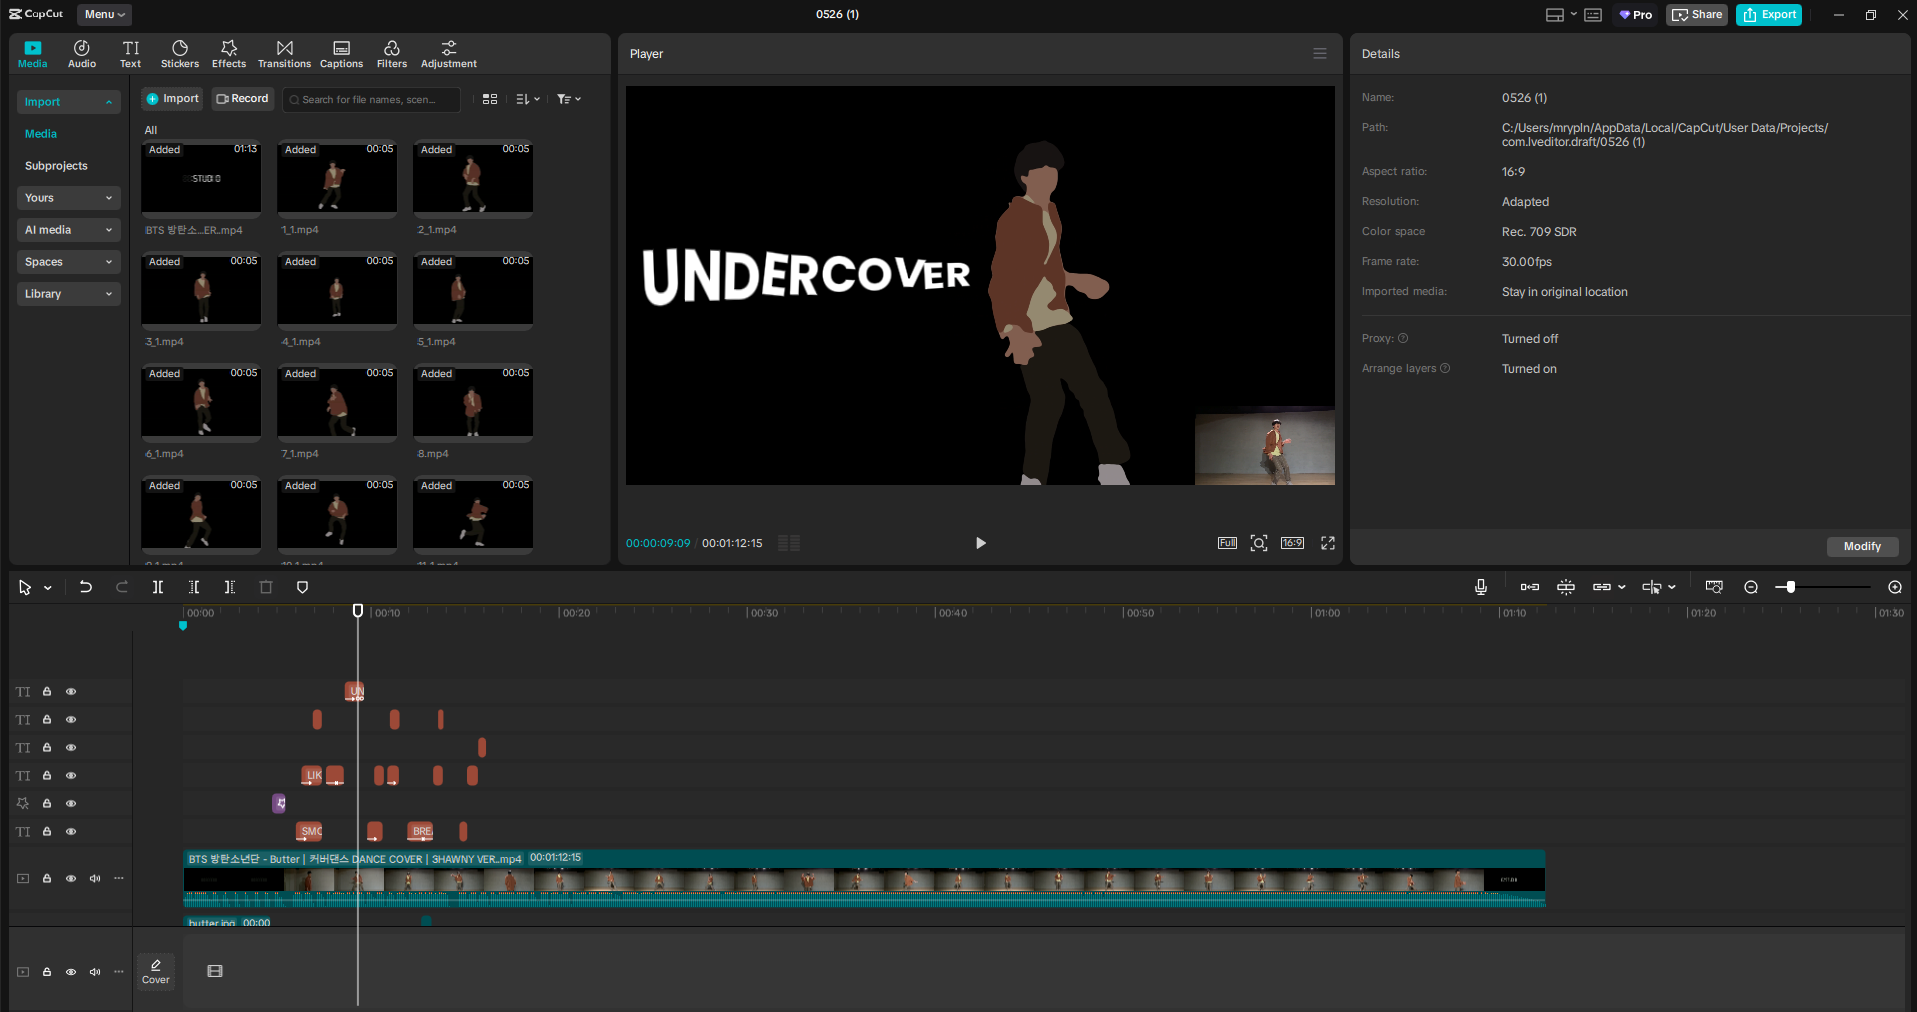 CapCut
Menu
0526 (1)
Pro
Share
Export
Media
Audio
Text
Stickers
Effects
Transitions
Captions
Filters
Adjustment
Import
Media
Subprojects
Yours
AI media
Spaces
Library
Import
Record
Search for file names, scen...
All
Added 01:13
Added 00:05
Added 00:05
BTS 방탄소...ER..mp4
1_1.mp4
2_1.mp4
Added 00:05
Added 00:05
Added 00:05
3_1.mp4
4_1.mp4
5_1.mp4
Added 00:05
Added 00:05
Added 00:05
6_1.mp4
7_1.mp4
8.mp4
Added 00:05
Added 00:05
Added 00:05
Player
UNDERCOVER
00:00:09:09 / 00:01:12:15
Full
16:9
Details
Name: 0526 (1)
Path: C:/Users/mrypln/AppData/Local/CapCut/User Data/Projects/
com.lveditor.draft/0526 (1)
Aspect ratio: 16:9
Resolution: Adapted
Color space Rec. 709 SDR
Frame rate: 30.00fps
Imported media: Stay in original location
Proxy: Turned off
Arrange layers Turned on
Modify
00:00 00:10 00:20 00:30 00:40 00:50 01:00 01:10 01:20 01:30
TI
UN
TI
TI
TI
LIK
TI
SMO
BRE
BTS 방탄소년단 - Butter | 커버댄스 DANCE COVER | 3HAWNY VER..mp4 00:01:12:15
butter.jpg 00:00
Cover